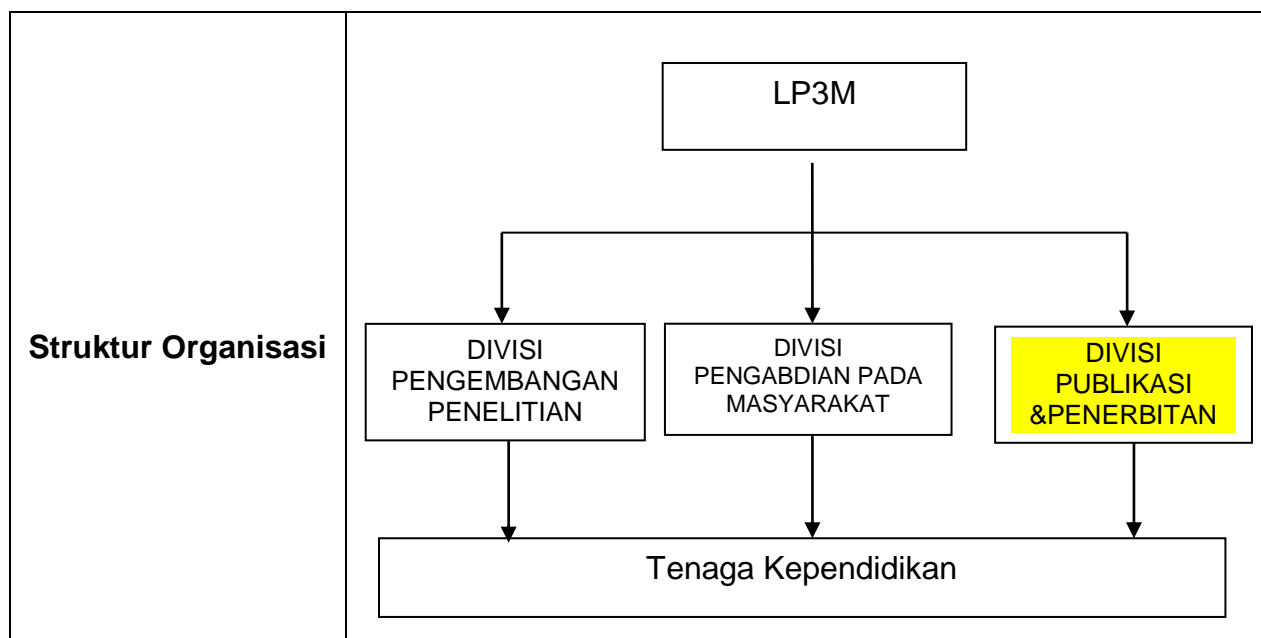 Struktur Organisasi
LP3M
DIVISI
PENGEMBANGAN
PENELITIAN
DIVISI
PENGABDIAN PADA
MASYARAKAT
DIVISI
PUBLIKASI
&PENERBITAN
Tenaga Kependidikan